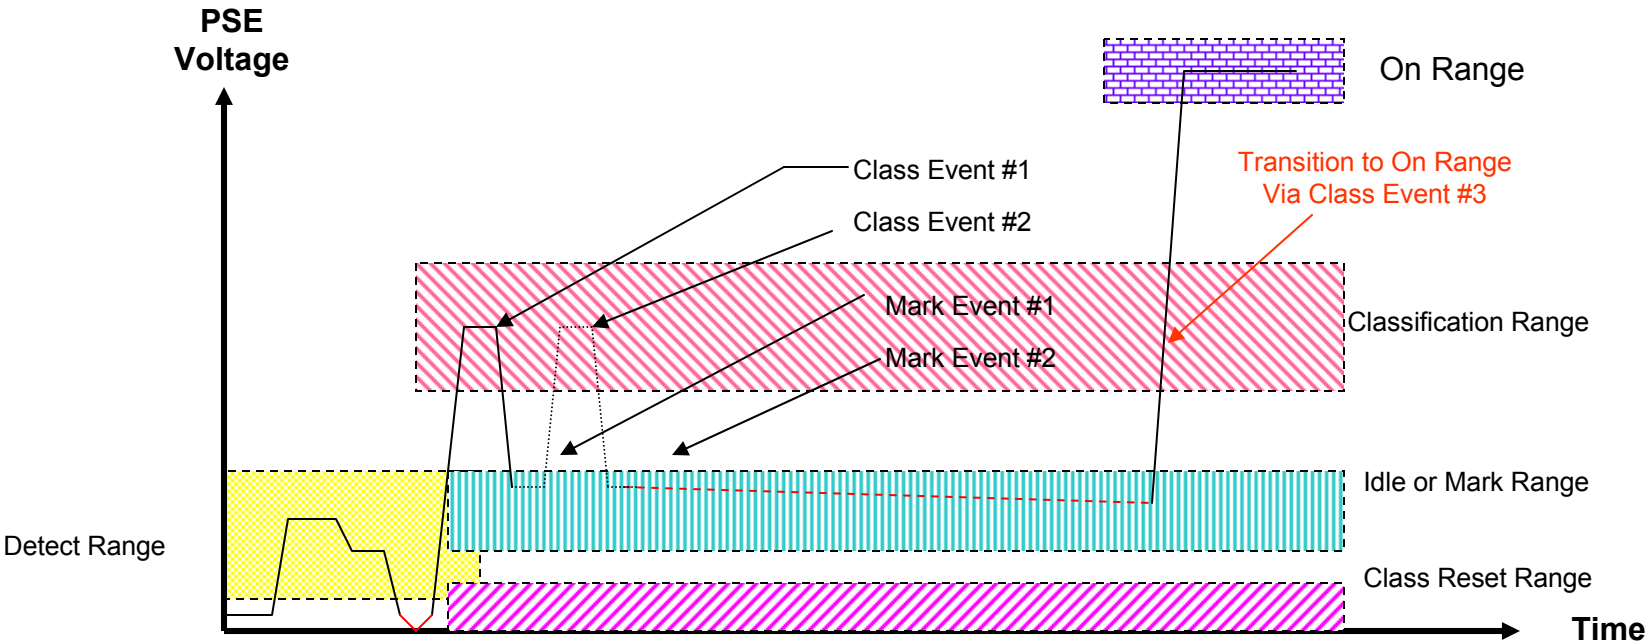 PSE
Voltage
On Range
Transition to On Range
Via Class Event #3
Class Event #1
Class Event #2
Mark Event #1
Classification Range
Mark Event #2
Idle or Mark Range
Detect Range
Class Reset Range
Time